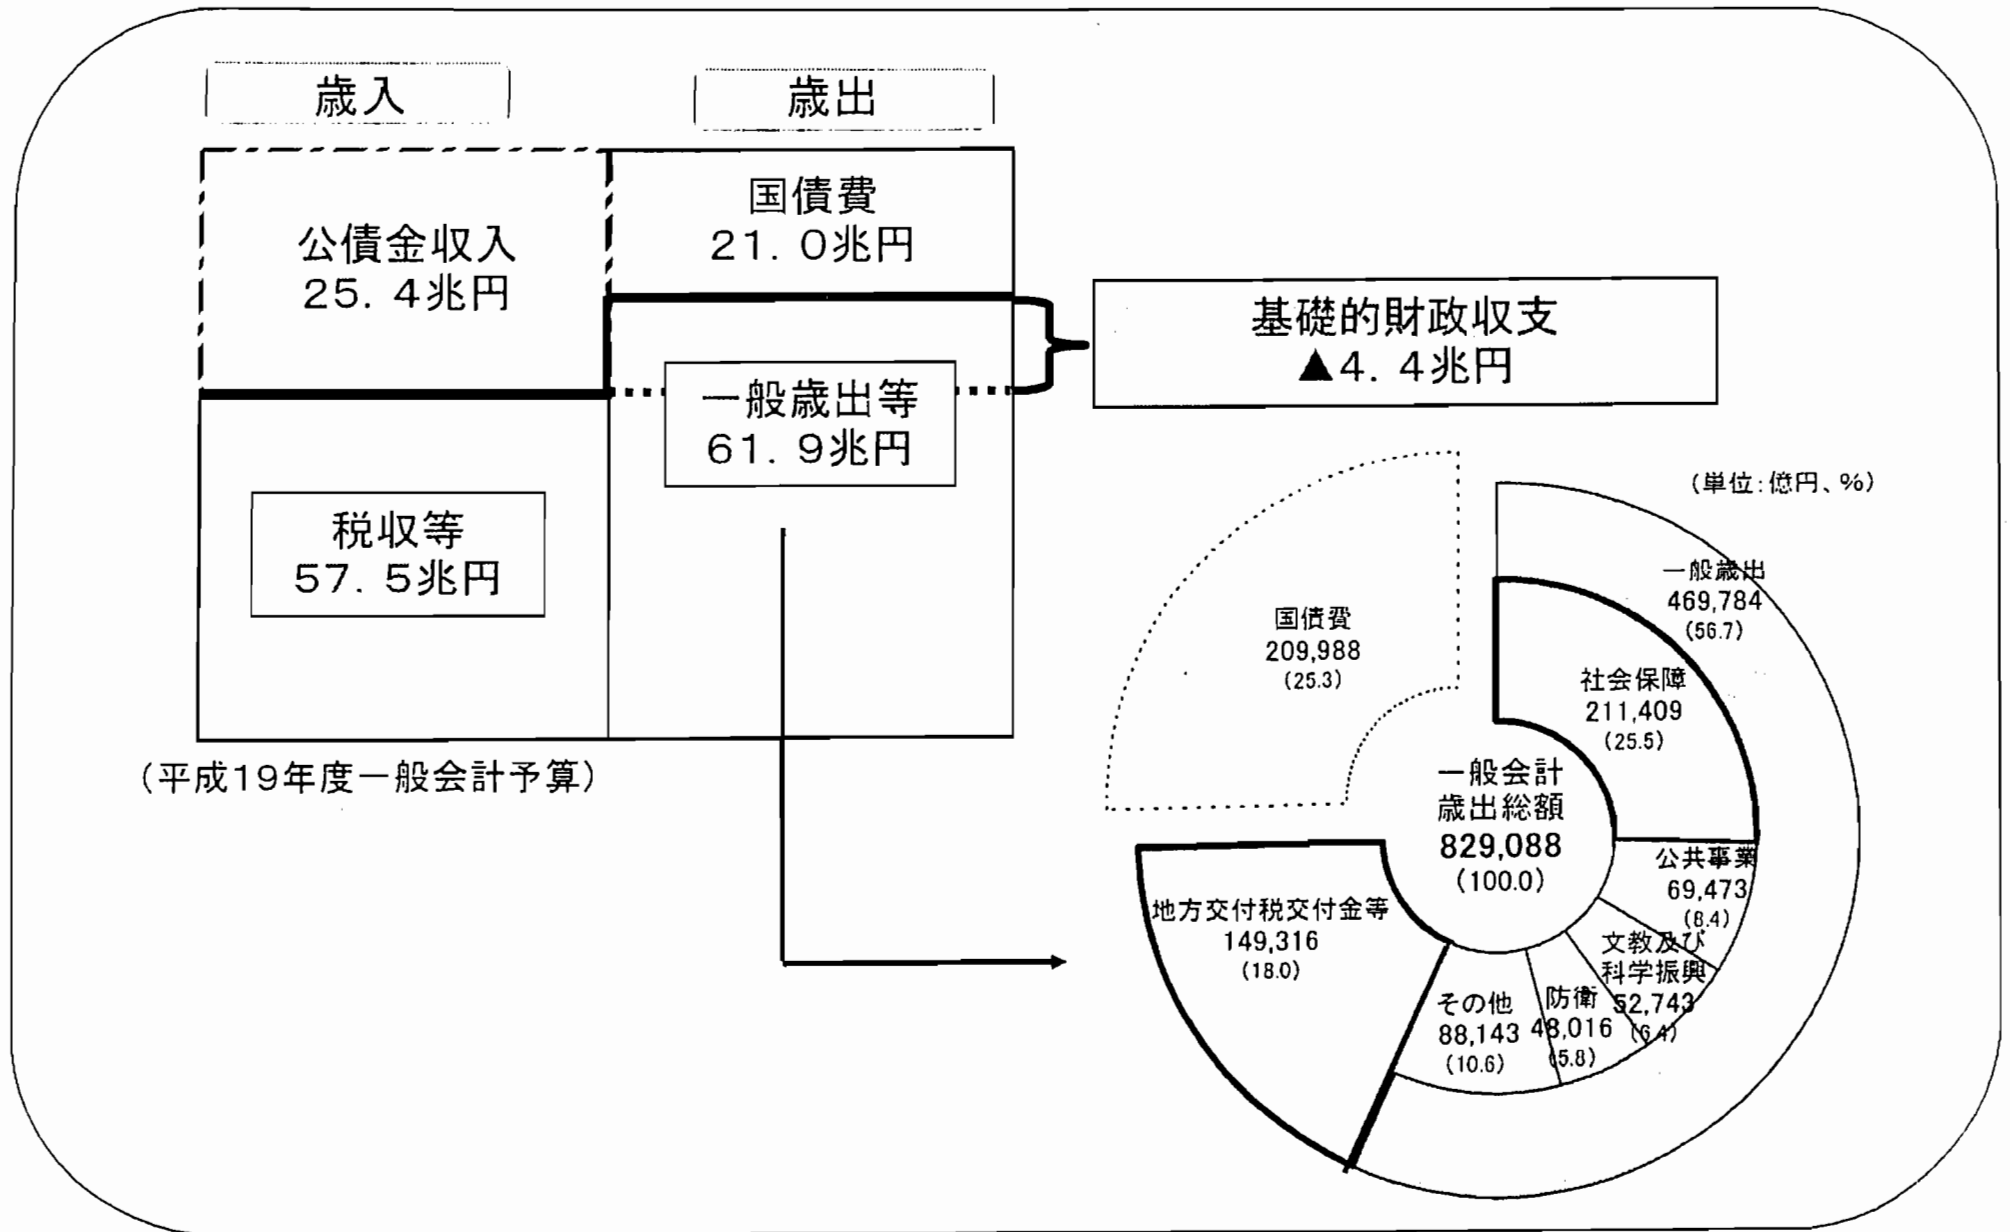 歳入
歳出
公債金収入
25.4兆円
国債費
21.0兆円
基礎的財政収支
▲4.4兆円
一般歳出等
61.9兆円
税収等
57.5兆円
(平成19年度一般会計予算)
(単位:億円、%)
一般歳出
469,784
(56.7)
国債費
209,988
(25.3)
社会保障
211,409
(25.5)
一般会計
歳出総額
829,088
(100.0)
公共事業
69,473
(8.4)
文教及び
科学振興
52,743
(6.4)
防衛
48,016
(5.8)
その他
88,143
(10.6)
地方交付税交付金等
149,316
(18.0)